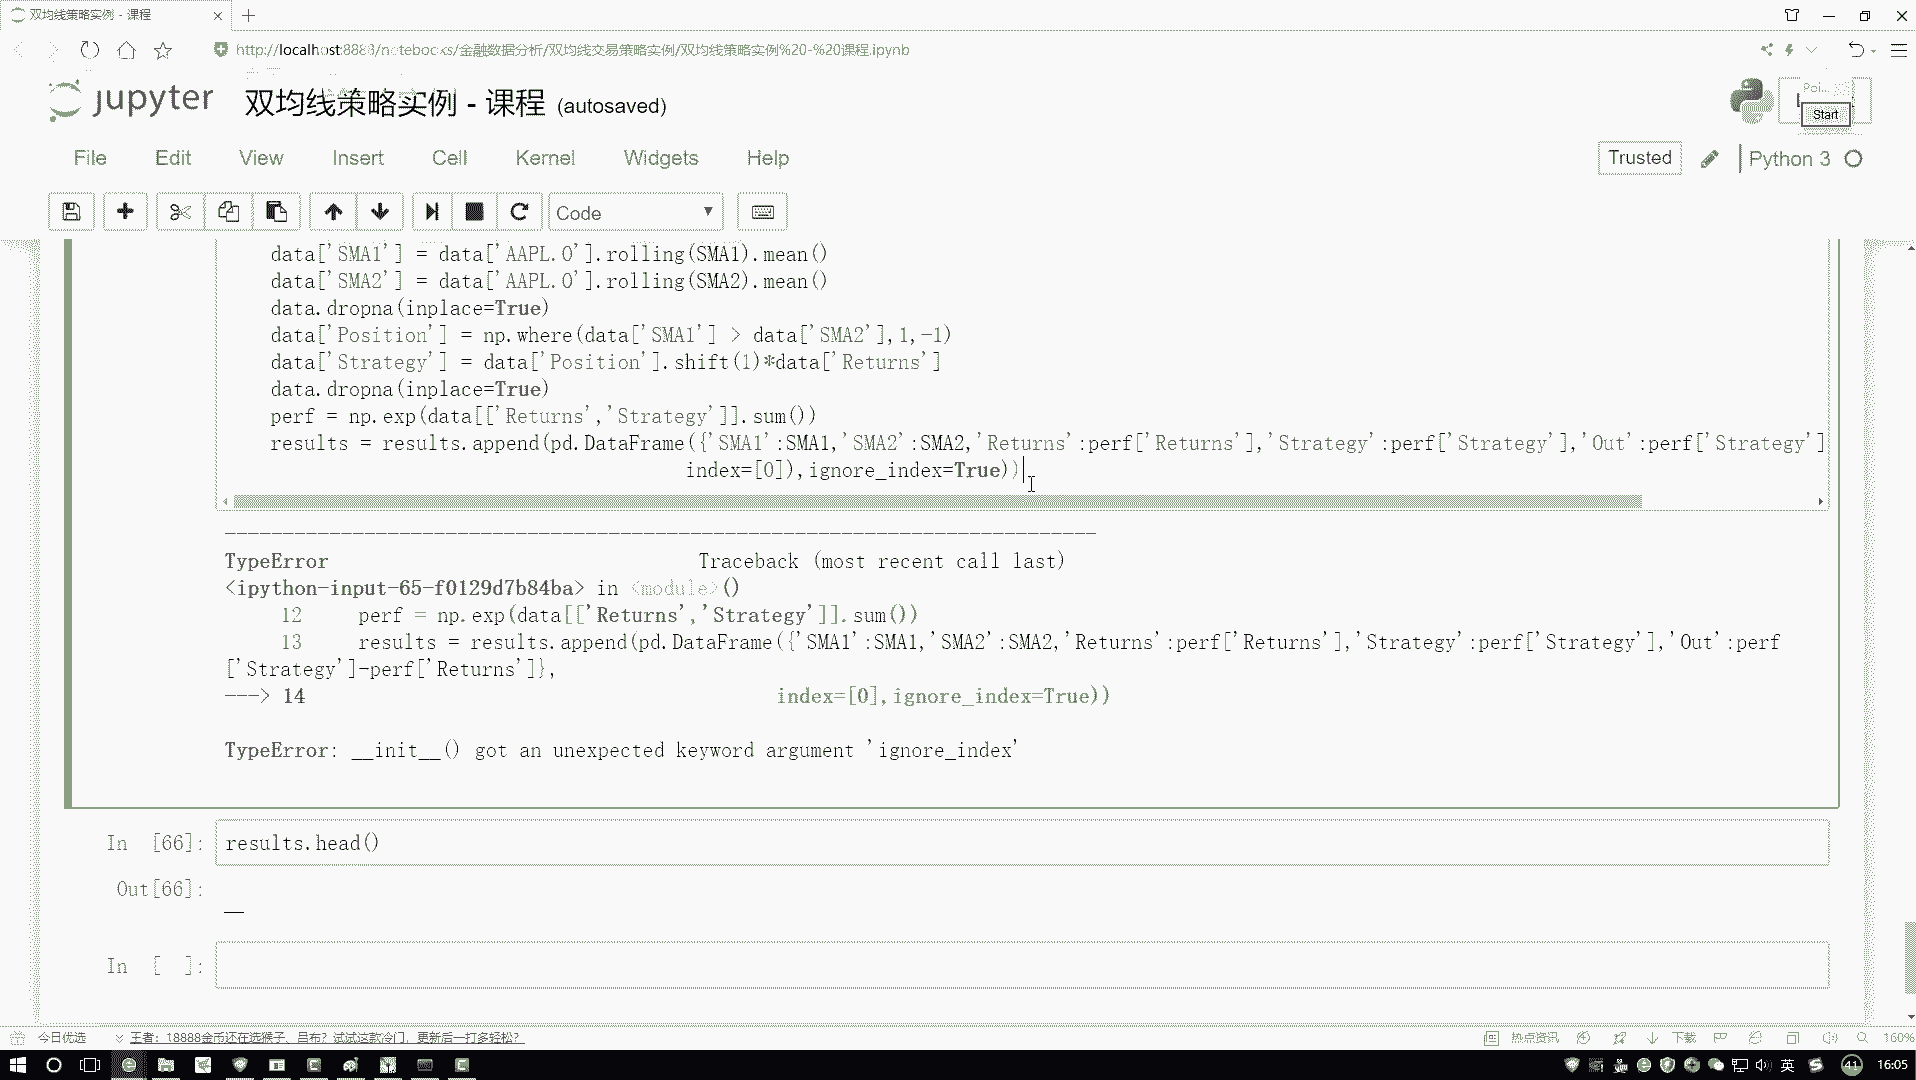 双均线策略实例 - 课程
http://localhost:8888/notebooks/金融数据分析/双均线交易策略实例/双均线策略实例%20-%20课程.ipynb
jupyter 双均线策略实例 - 课程 (autosaved)
Start
File Edit View Insert Cell Kernel Widgets Help
Trusted Python 3
Code
data['SMA1'] = data['AAPL.O'].rolling(SMA1).mean()
data['SMA2'] = data['AAPL.O'].rolling(SMA2).mean()
data.dropna(inplace=True)
data['Position'] = np.where(data['SMA1'] > data['SMA2'],1,-1)
data['Strategy'] = data['Position'].shift(1)*data['Returns']
data.dropna(inplace=True)
perf = np.exp(data[['Returns','Strategy']].sum())
results = results.append(pd.DataFrame({'SMA1':SMA1,'SMA2':SMA2,'Returns':perf['Returns'],'Strategy':perf['Strategy'],'Out':perf['Strategy']
index=[0]),ignore_index=True))
TypeError Traceback (most recent call last)
<ipython-input-65-f0129d7b84ba> in <module>()
12 perf = np.exp(data[['Returns','Strategy']].sum())
13 results = results.append(pd.DataFrame({'SMA1':SMA1,'SMA2':SMA2,'Returns':perf['Returns'],'Strategy':perf['Strategy'],'Out':perf
['Strategy']-perf['Returns']},
---> 14 index=[0],ignore_index=True))
TypeError: __init__() got an unexpected keyword argument 'ignore_index'
In [66]: results.head()
Out[66]:
In [ ]:
今日优选 王者：18888金币还在选猴子、吕布？试试这款冷门，更新后一打多轻松？ 热点资讯 下载 160%
英 41 16:05